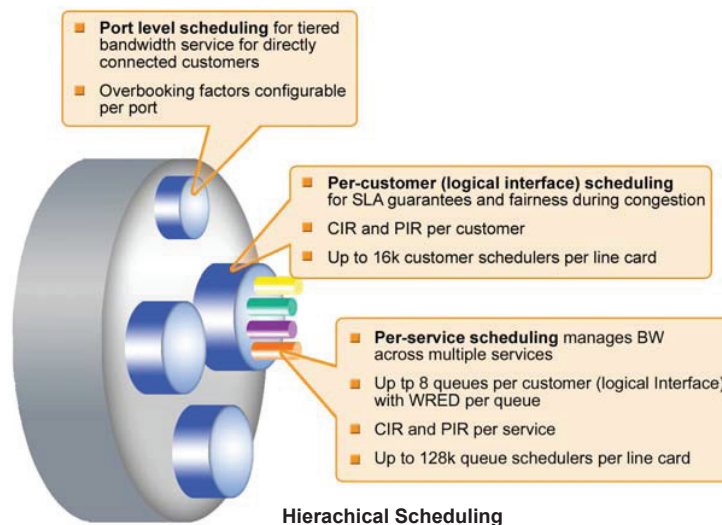 Port level scheduling for tiered
bandwidth service for directly
connected customers
Overbooking factors configurable
per port
Per-customer (logical interface) scheduling
for SLA guarantees and fairness during congestion
CIR and PIR per customer
Up to 16k customer schedulers per line card
Per-service scheduling manages BW
across multiple services
Up tp 8 queues per customer (logical Interface)
with WRED per queue
CIR and PIR per service
Up to 128k queue schedulers per line card
Hierachical Scheduling